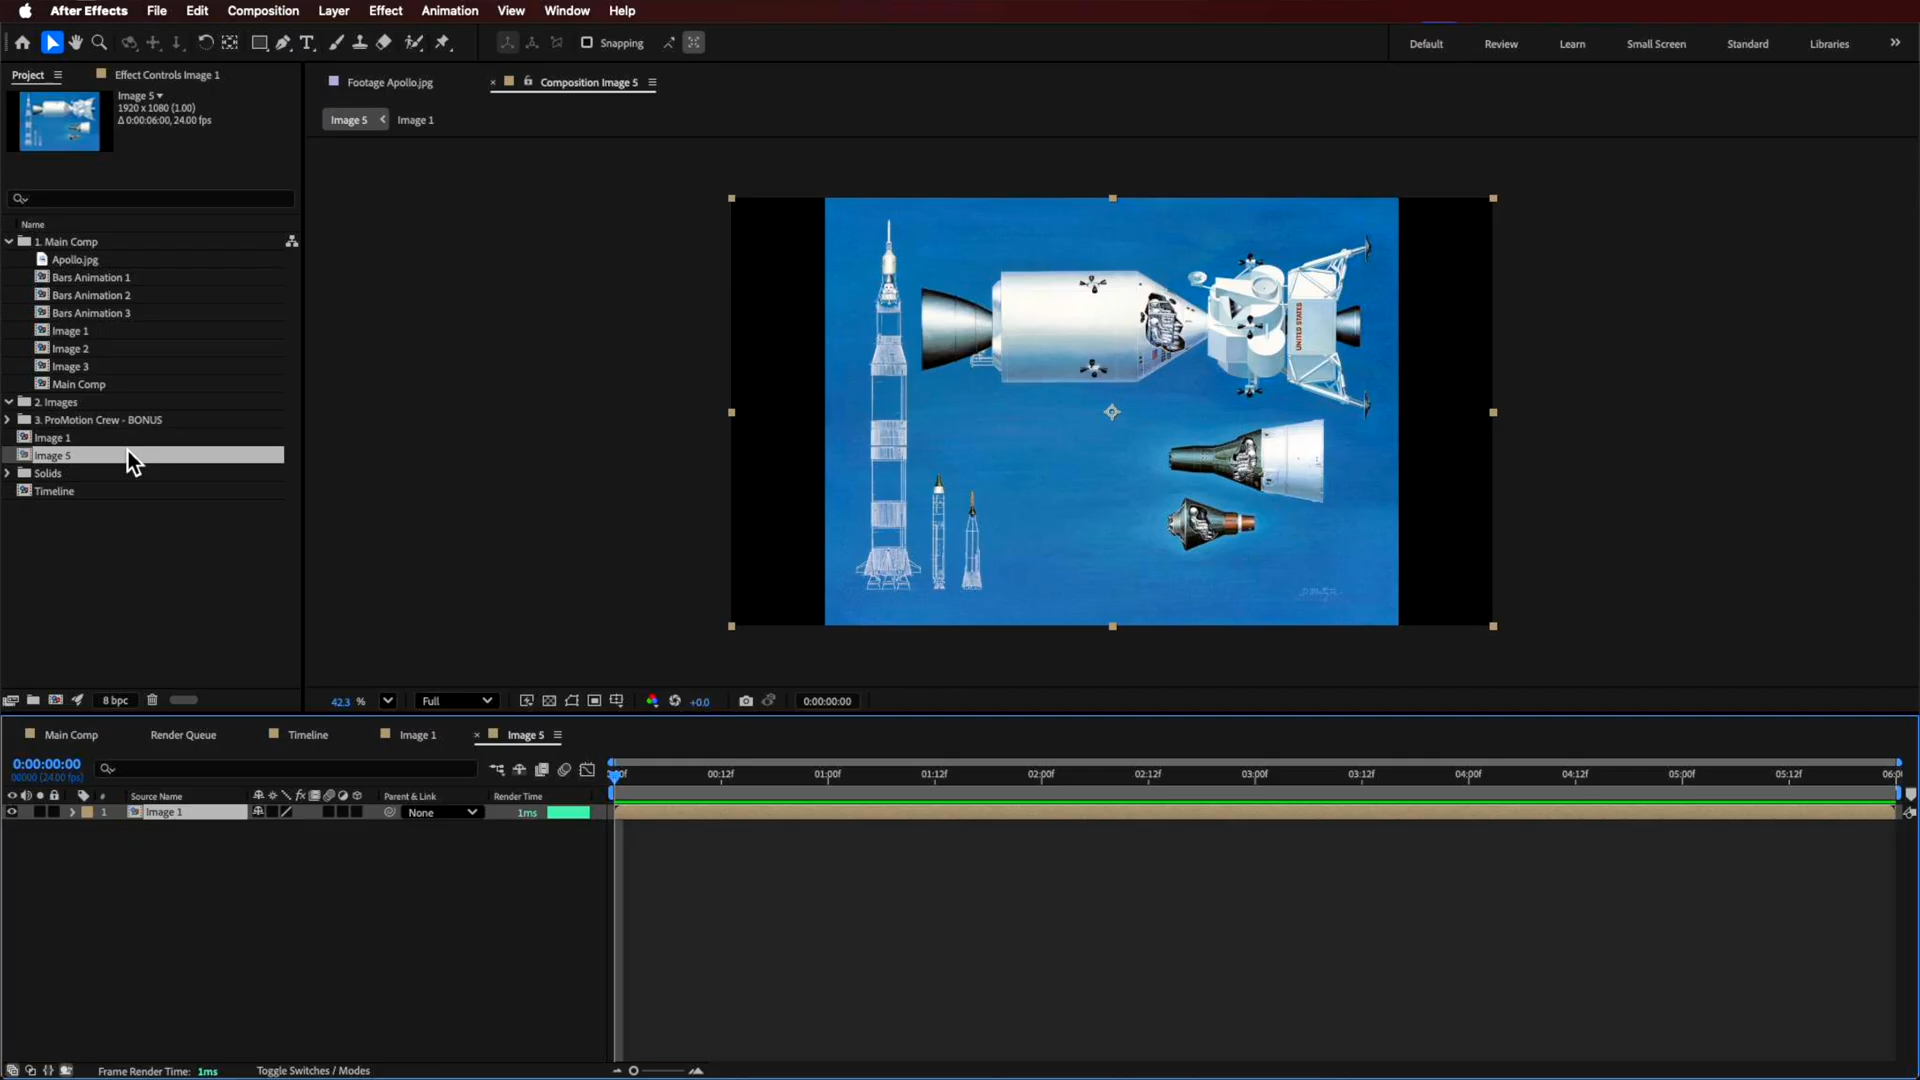 After Effects File Edit Composition Layer Effect Animation View Window Help
Snapping Default Review Learn Small Screen Standard Libraries
Project Effect Controls Image 1
Footage Apollo.jpg Composition Image 5
Image 5
1920 x 1080 (1.00)
Δ 0:00:06:00, 24.00 fps
Image 5 Image 1
Name
1. Main Comp
Apollo.jpg
Bars Animation 1
Bars Animation 2
Bars Animation 3
Image 1
Image 2
Image 3
Main Comp
2. Images
3. ProMotion Crew - BONUS
Image 1
Image 5
Solids
Timeline
UNITED STATES
8 bpc
42.3 % Full +0.0 0:00:00:00
Main Comp Render Queue Timeline Image 1 Image 5
0:00:00:00
00000 (24.00 fps)
00:12f 01:00f 01:12f 02:00f 02:12f 03:00f 03:12f 04:00f 04:12f 05:00f 05:12f
# Source Name Parent & Link Render Time
1 Image 1 None 1ms
Frame Render Time: 1ms Toggle Switches / Modes